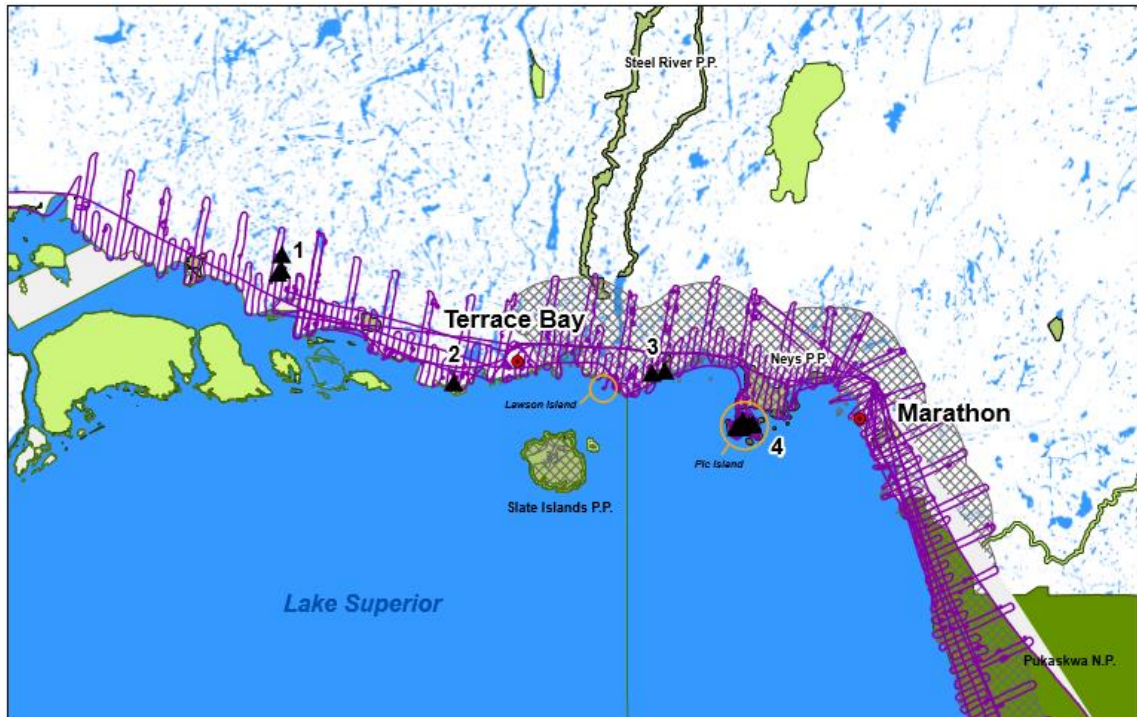 Steel River P.P.
1
Terrace Bay
2
3
Neys P.P.
Lawson Island
Marathon
4
Pic Island
Slate Islands P.P.
Lake Superior
Pukaskwa N.P.